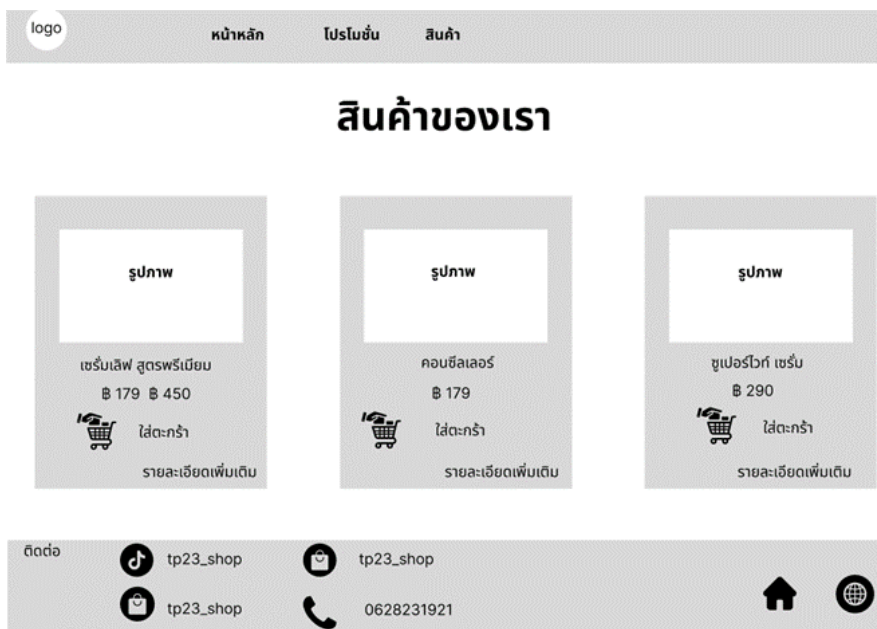 logo
หน้าหลัก โปรโมชั่น สินค้า
สินค้าของเรา
รูปภาพ
เซรั่มเลิฟ สูตรพรีเมียม
฿ 179 ฿ 450
ใส่ตะกร้า
รายละเอียดเพิ่มเติม
รูปภาพ
คอนซีลเลอร์
฿ 179
ใส่ตะกร้า
รายละเอียดเพิ่มเติม
รูปภาพ
ซูเปอร์ไวท์ เซรั่ม
฿ 290
ใส่ตะกร้า
รายละเอียดเพิ่มเติม
ติดต่อ
tp23_shop
tp23_shop
tp23_shop
0628231921